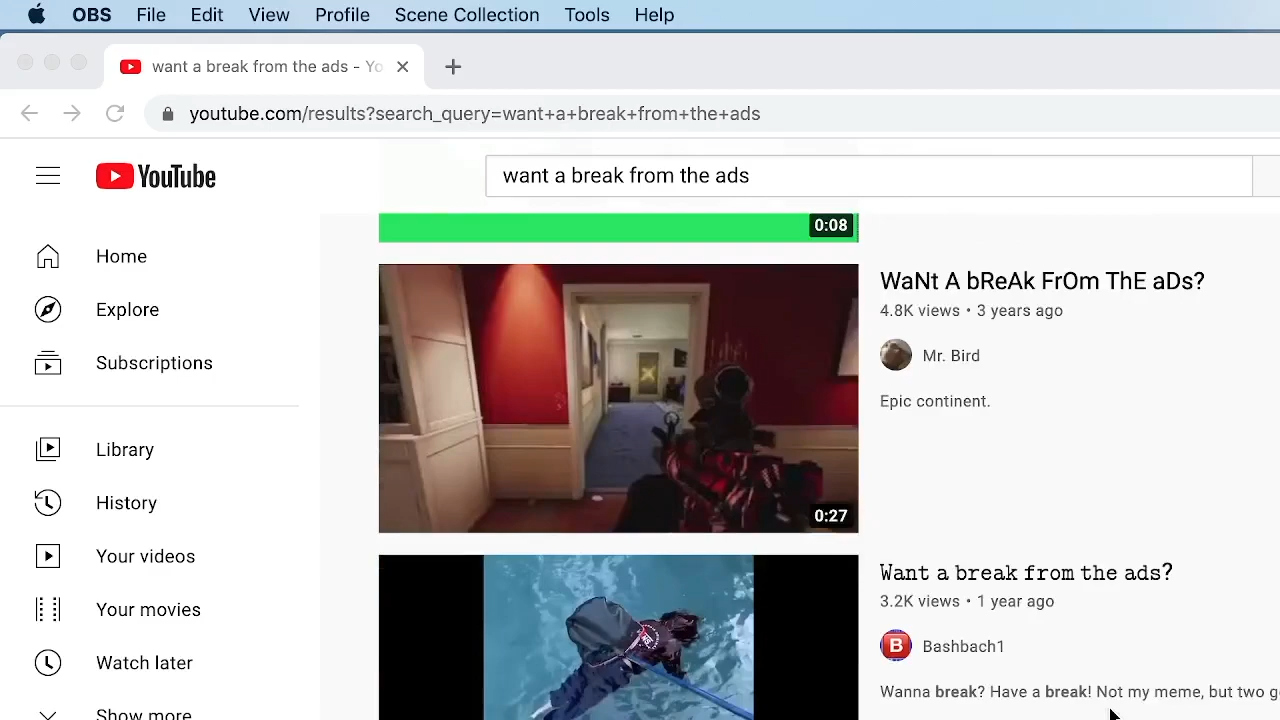 OBS File Edit View Profile Scene Collection Tools Help
want a break from the ads - Yo
youtube.com/results?search_query=want+a+break+from+the+ads
YouTube
want a break from the ads
Home
Explore
Subscriptions
Library
History
Your videos
Your movies
Watch later
Show more
0:08
0:27
WaNt A bReAk FrOm ThE aDs?
4.8K views • 3 years ago
Mr. Bird
Epic continent.
Want a break from the ads?
3.2K views • 1 year ago
B
Bashbach1
Wanna break? Have a break! Not my meme, but two g